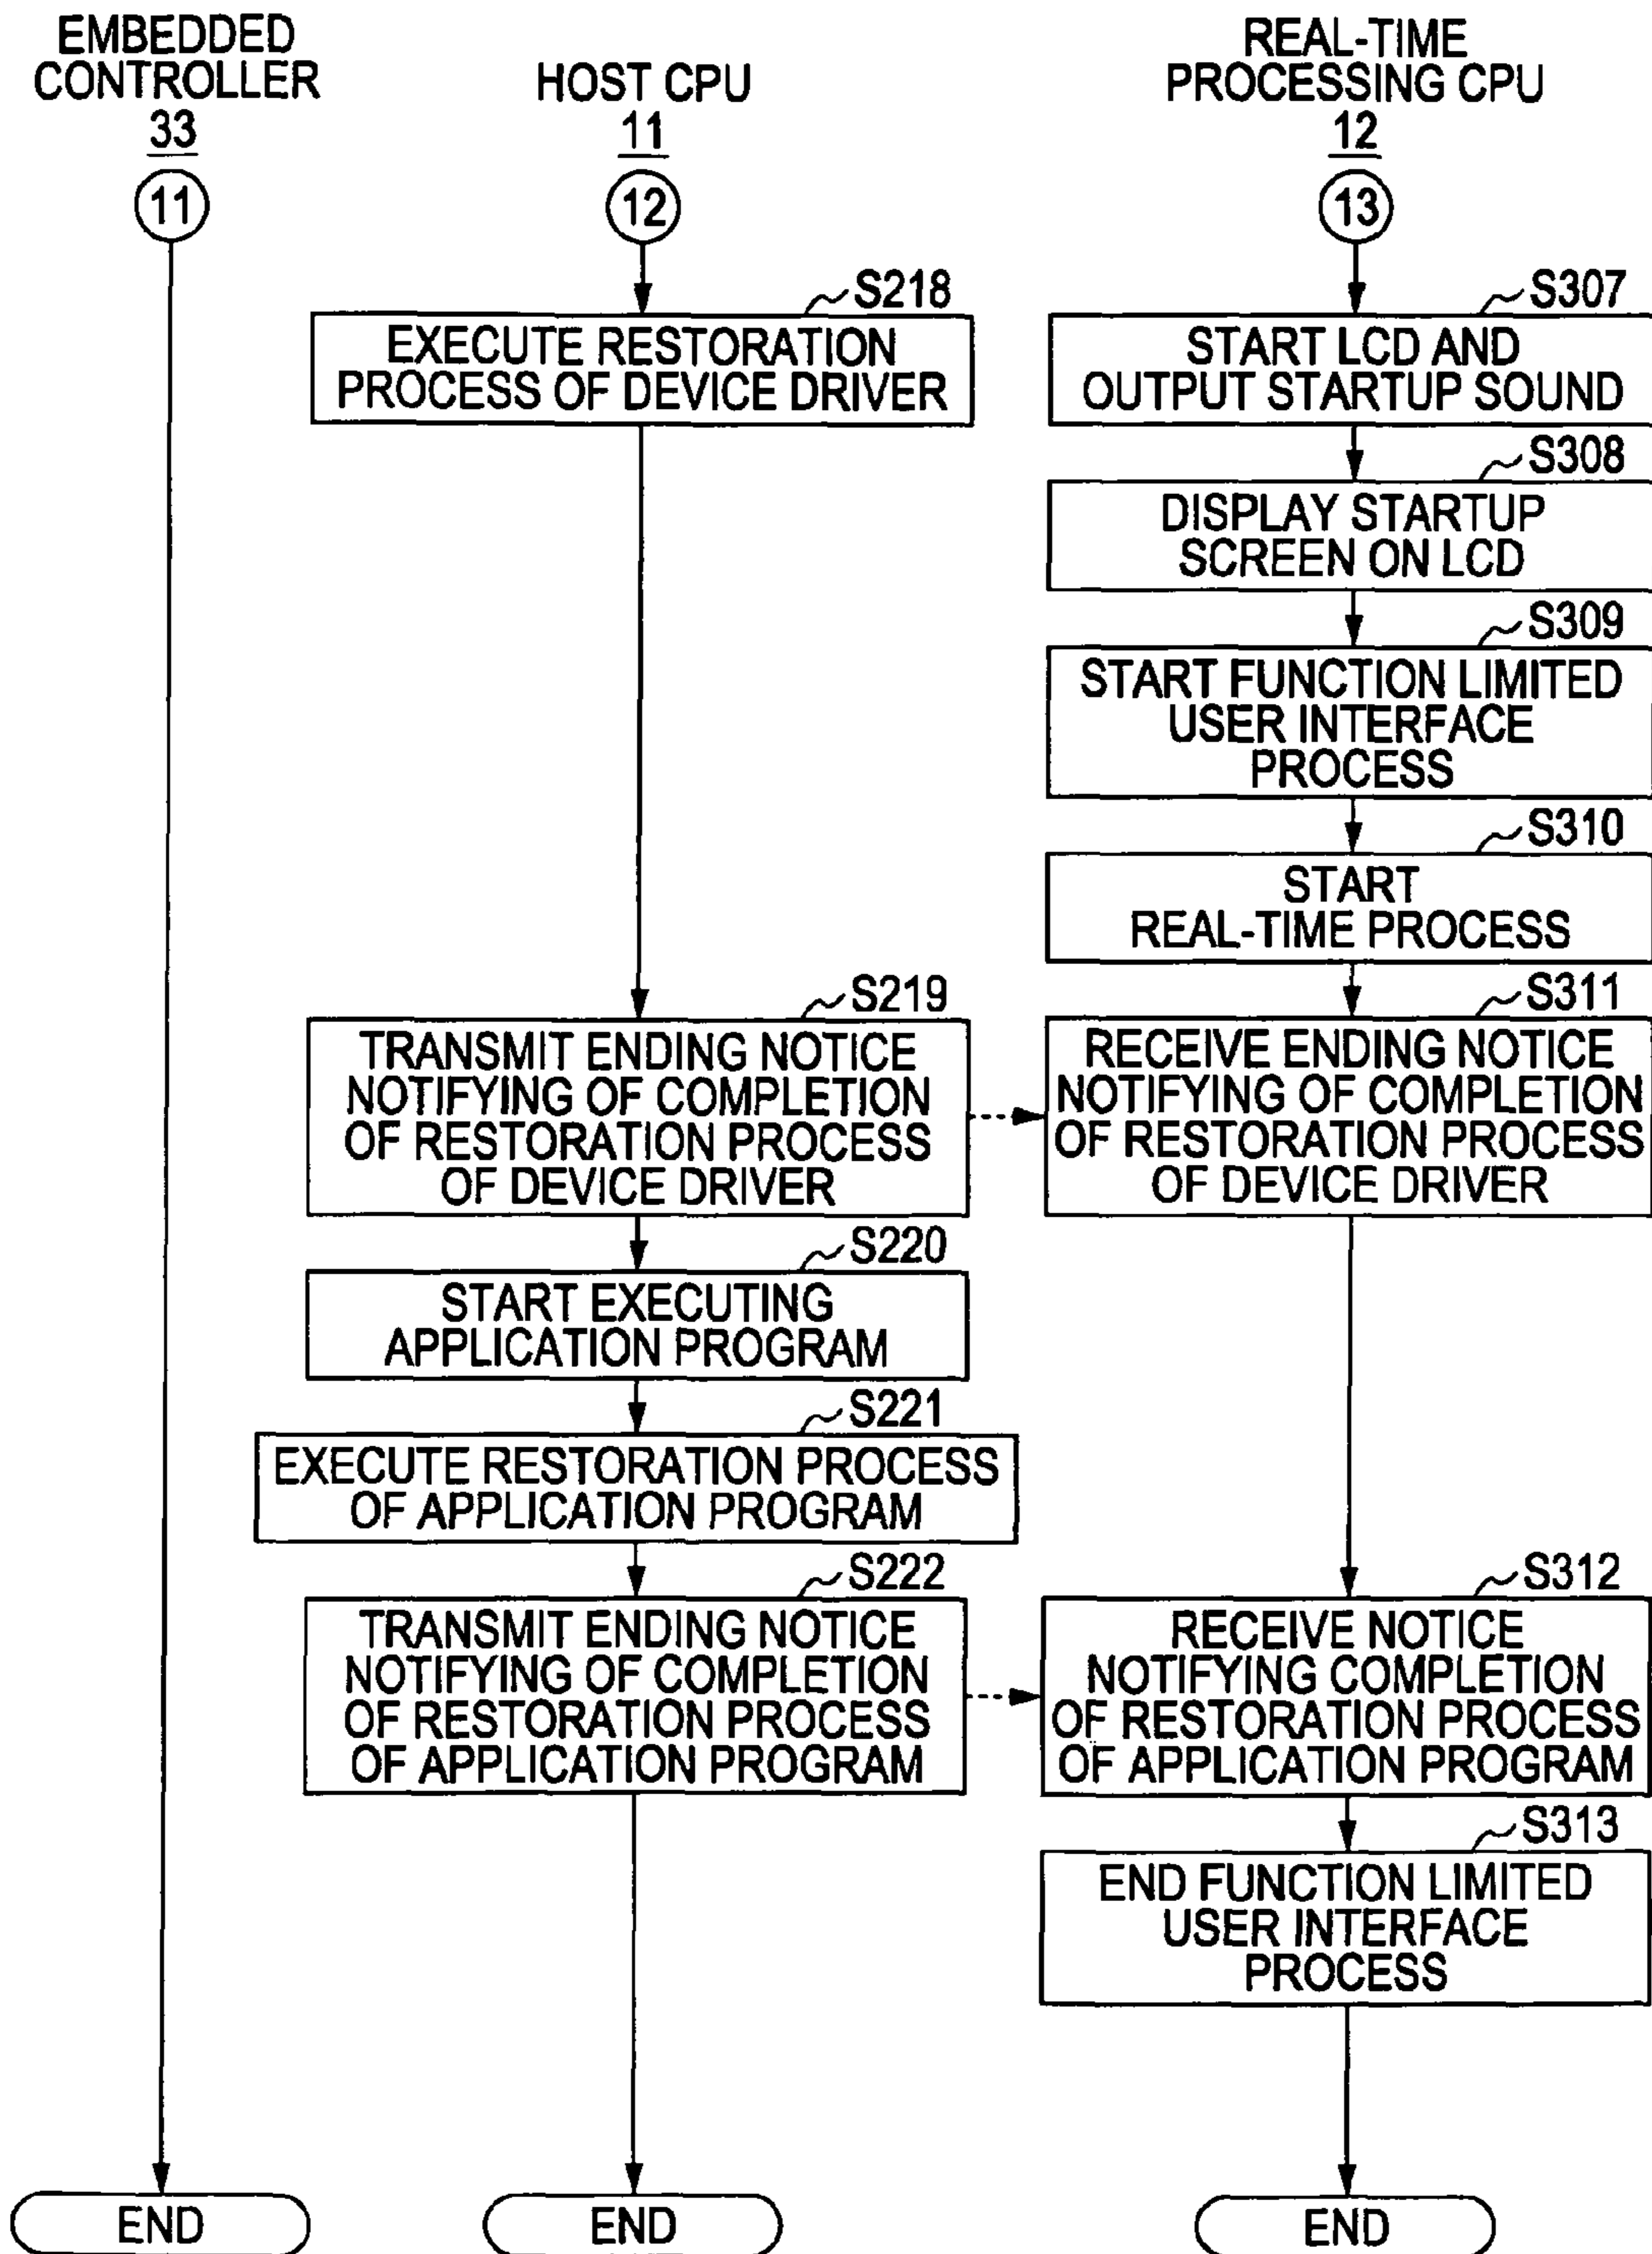 EMBEDDED
CONTROLLER
33
11
HOST CPU
11
12
REAL-TIME
PROCESSING CPU
12
13
S218
EXECUTE RESTORATION
PROCESS OF DEVICE DRIVER
S307
START LCD AND
OUTPUT STARTUP SOUND
S308
DISPLAY STARTUP
SCREEN ON LCD
S309
START FUNCTION LIMITED
USER INTERFACE
PROCESS
S310
START
REAL-TIME PROCESS
S219
TRANSMIT ENDING NOTICE
NOTIFYING OF COMPLETION
OF RESTORATION PROCESS
OF DEVICE DRIVER
S311
RECEIVE ENDING NOTICE
NOTIFYING OF COMPLETION
OF RESTORATION PROCESS
OF DEVICE DRIVER
S220
START EXECUTING
APPLICATION PROGRAM
S221
EXECUTE RESTORATION PROCESS
OF APPLICATION PROGRAM
S222
TRANSMIT ENDING NOTICE
NOTIFYING OF COMPLETION
OF RESTORATION PROCESS
OF APPLICATION PROGRAM
S312
RECEIVE NOTICE
NOTIFYING COMPLETION
OF RESTORATION PROCESS
OF APPLICATION PROGRAM
S313
END FUNCTION LIMITED
USER INTERFACE
PROCESS
END
END
END